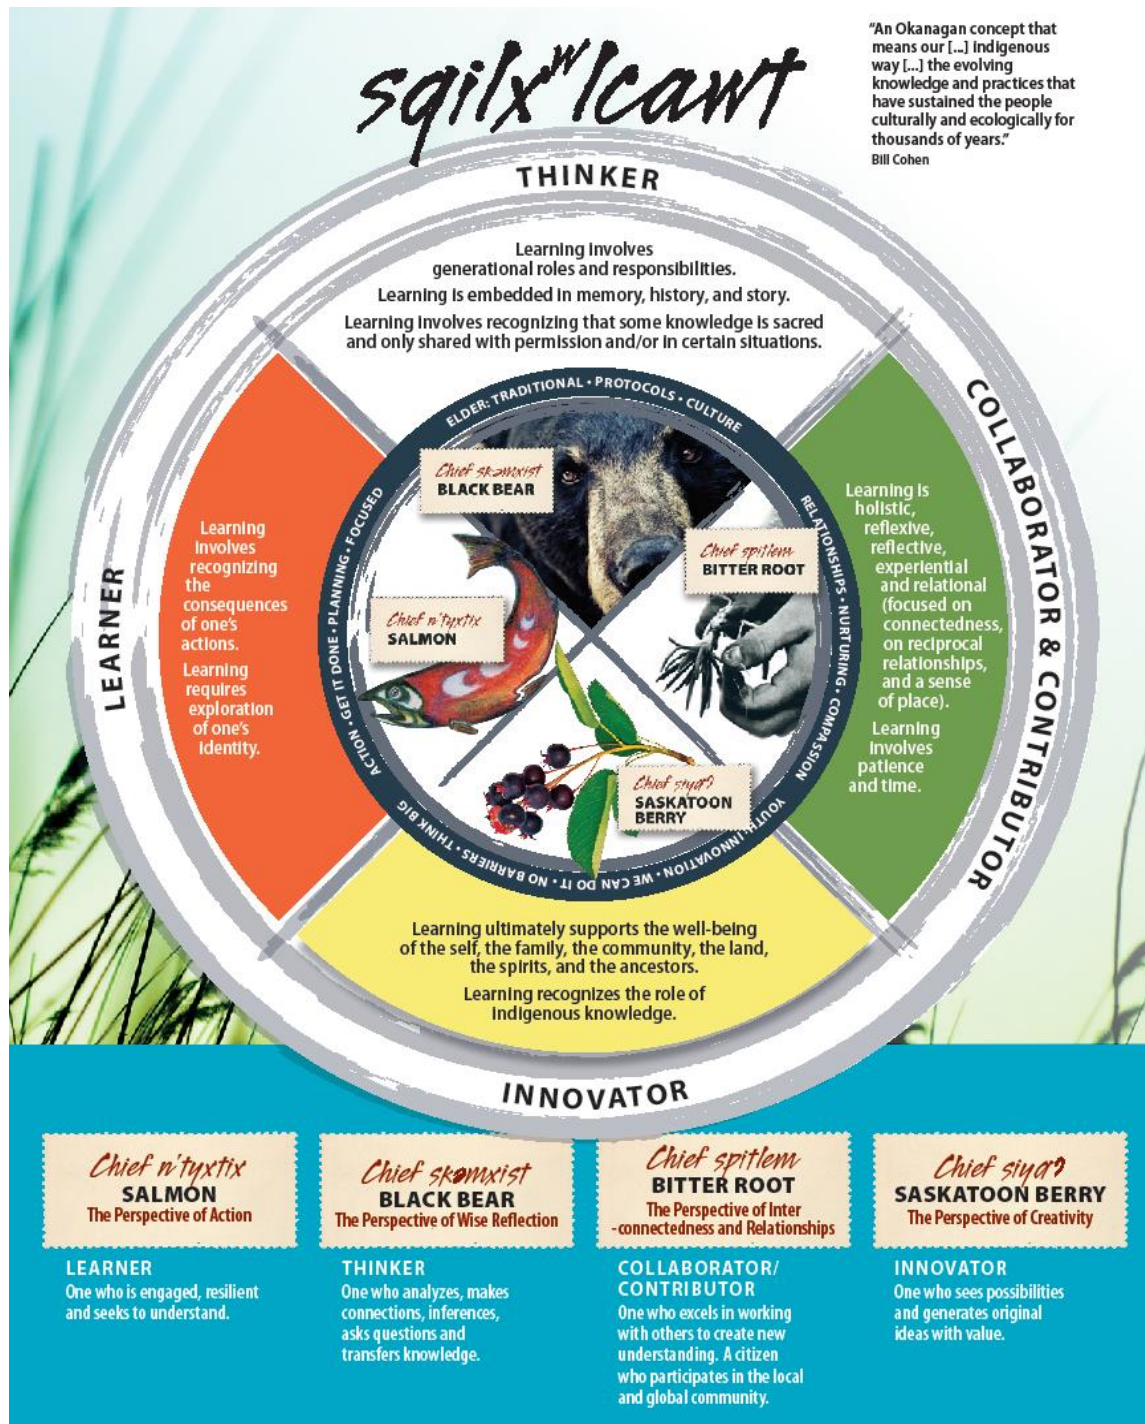 sqilxʷlcawt
“An Okanagan concept that
means our [...] indigenous
way [...] the evolving
knowledge and practices that
have sustained the people
culturally and ecologically for
thousands of years.”
Bill Cohen
THINKER
Learning involves
generational roles and responsibilities.
Learning is embedded in memory, history, and story.
Learning involves recognizing that some knowledge is sacred
and only shared with permission and/or in certain situations.
LEARNER
Learning
involves
recognizing
the
consequences
of one's
actions.
Learning
requires
exploration
of one's
identity.
ELDER: TRADITIONAL • PROTOCOLS • CULTURE
ACTION • GET IT DONE • PLANNING • FOCUSED
Chief skəmxist
BLACK BEAR
Chief n'tyxtix
SALMON
Chief spitlem
BITTER ROOT
Chief siyaʔ
SASKATOON
BERRY
RELATIONSHIPS • NURTURING • COMPASSION
YOUTH: INNOVATION • WE CAN DO IT • NO BARRIERS • THINK BIG
COLLABORATOR & CONTRIBUTOR
Learning is
holistic,
reflexive,
reflective,
experiential
and relational
(focused on
connectedness,
on reciprocal
relationships,
and a sense
of place).
Learning
involves
patience
and time.
Learning ultimately supports the well-being
of the self, the family, the community, the land,
the spirits, and the ancestors.
Learning recognizes the role of
indigenous knowledge.
INNOVATOR
Chief n'tyxtix
SALMON
The Perspective of Action
LEARNER
One who is engaged, resilient
and seeks to understand.
Chief skəmxist
BLACK BEAR
The Perspective of Wise Reflection
THINKER
One who analyzes, makes
connections, inferences,
asks questions and
transfers knowledge.
Chief spitlem
BITTER ROOT
The Perspective of Inter
-connectedness and Relationships
COLLABORATOR/
CONTRIBUTOR
One who excels in working
with others to create new
understanding. A citizen
who participates in the local
and global community.
Chief siyaʔ
SASKATOON BERRY
The Perspective of Creativity
INNOVATOR
One who sees possibilities
and generates original
ideas with value.